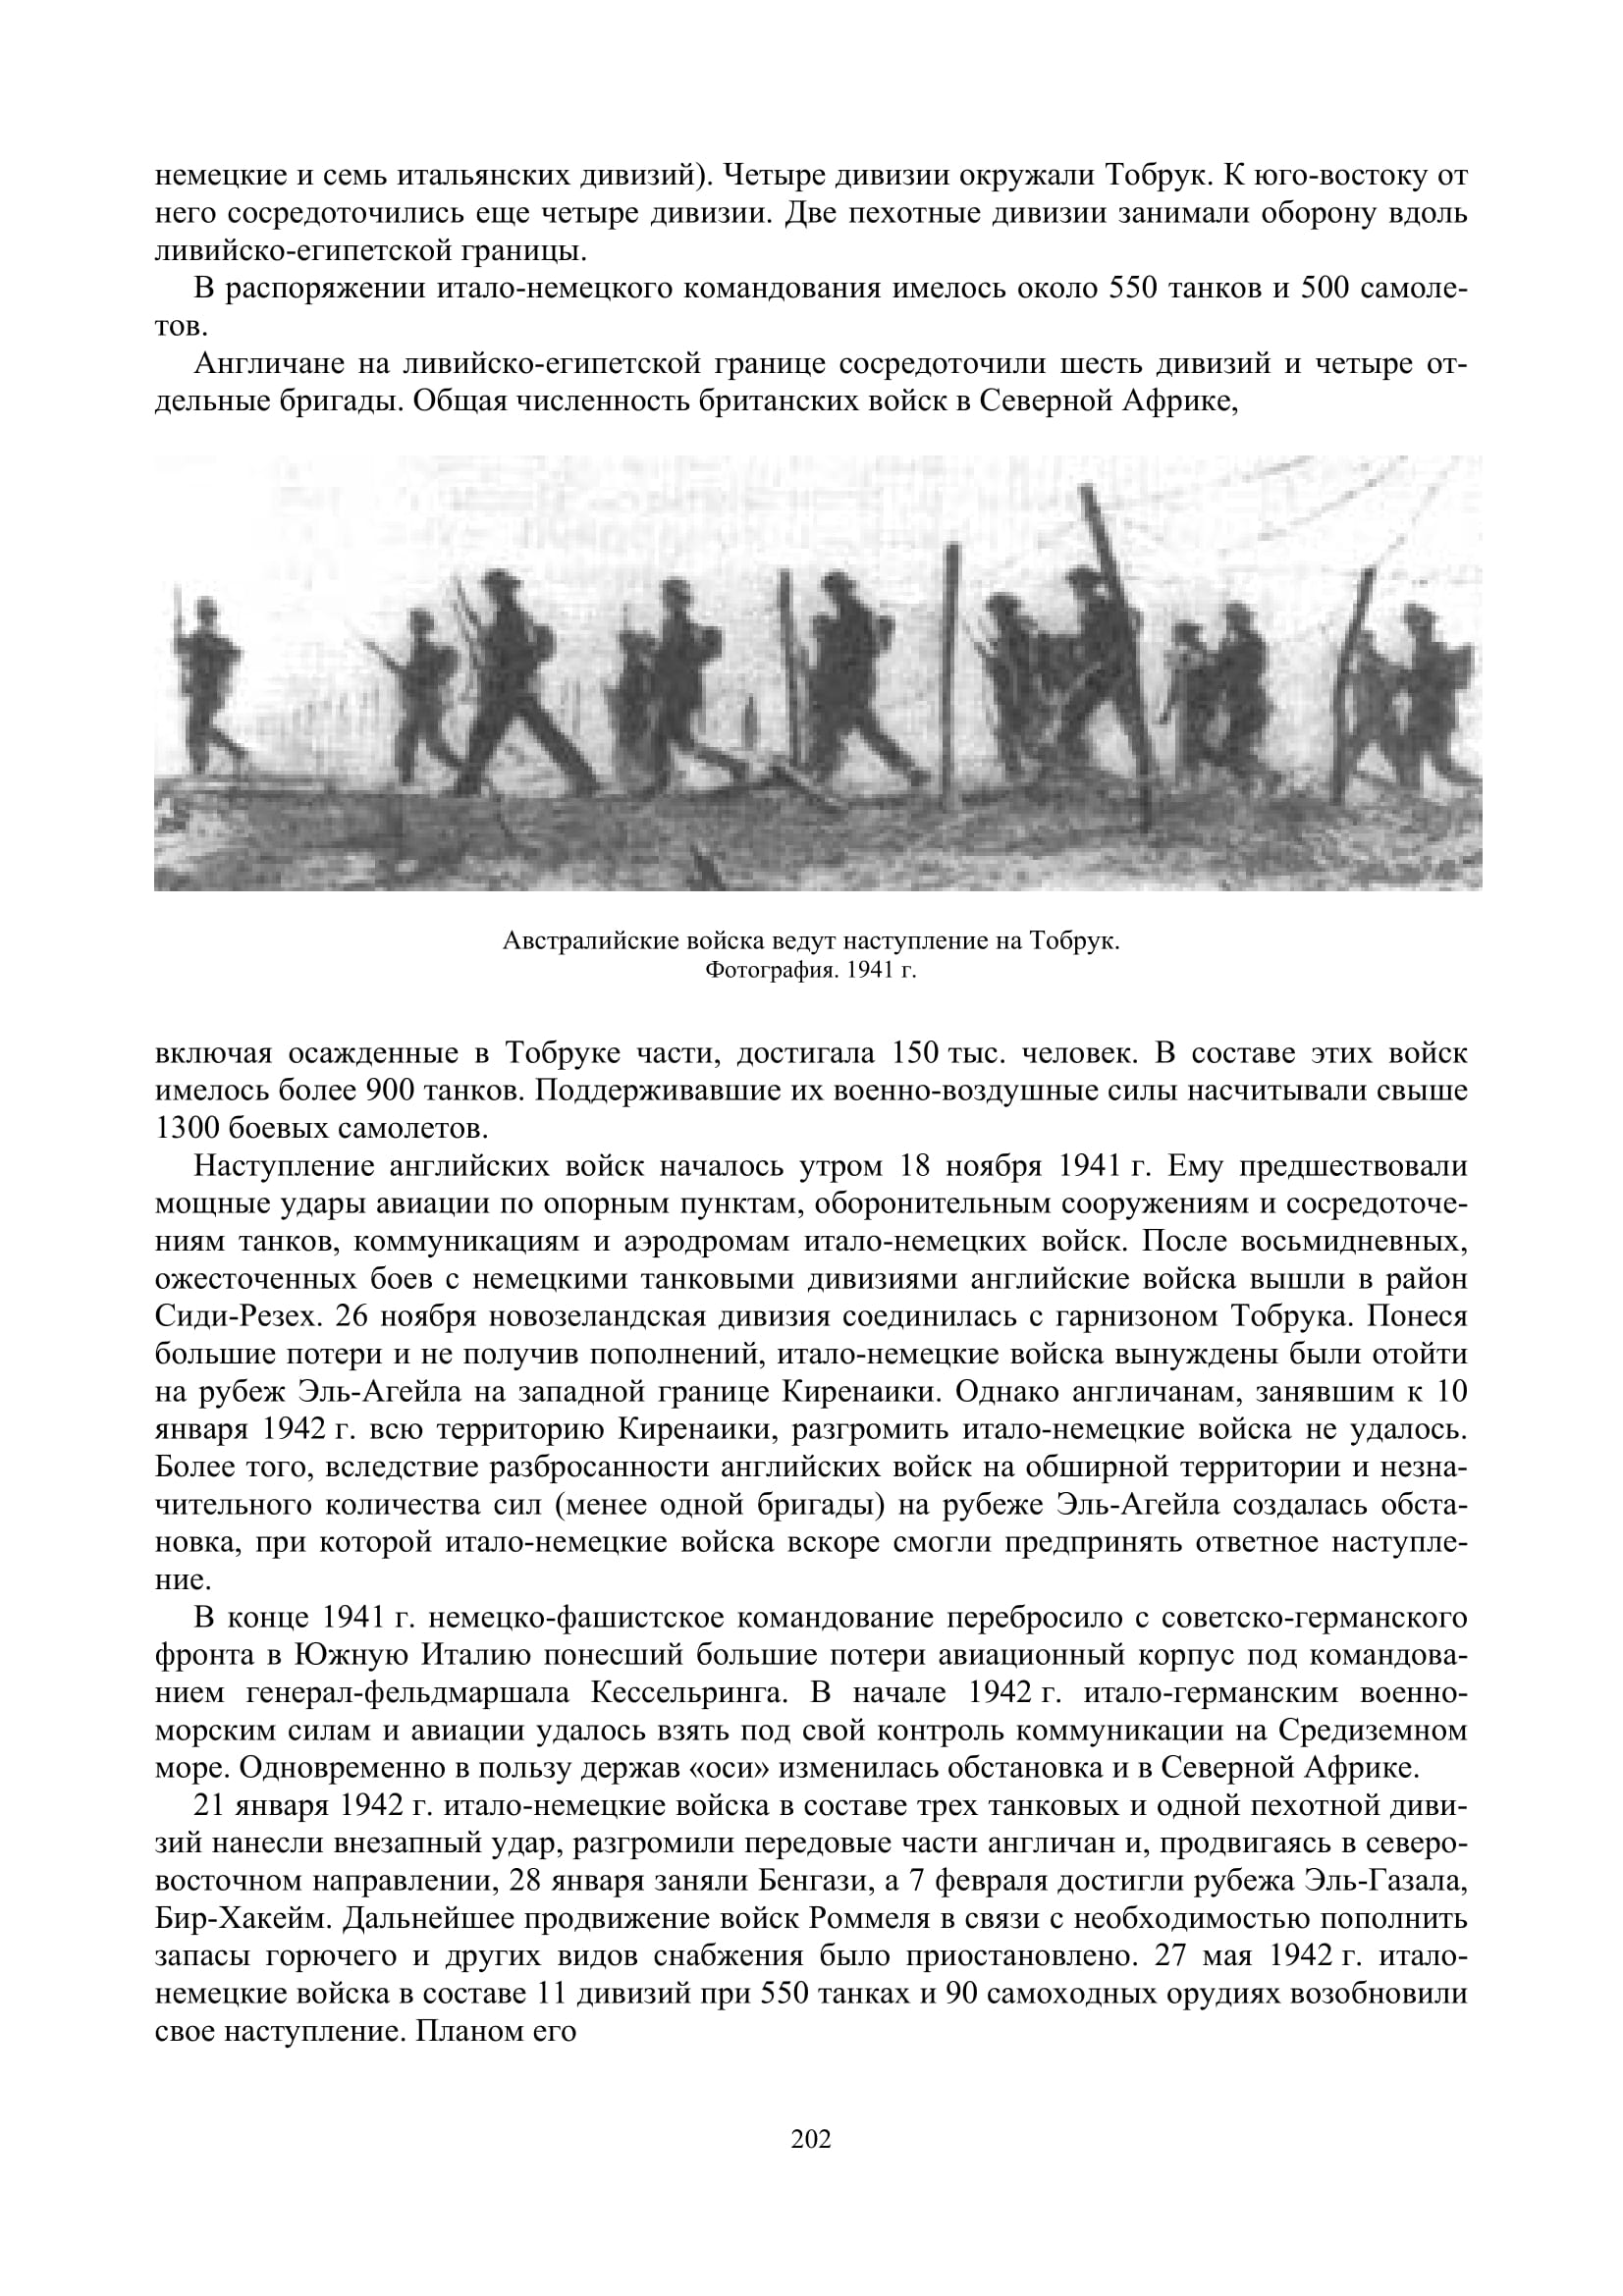 немецкие и семь итальянских дивизий). Четыре дивизии окружали Тобрук. К юго-востоку от
него сосредоточились еще четыре дивизии. Две пехотные дивизии занимали оборону вдоль
ливийско-египетской границы.
В распоряжении итало-немецкого командования имелось около 550 танков и 500 самоле-
тов.
Англичане на ливийско-египетской границе сосредоточили шесть дивизий и четыре от-
дельные бригады. Общая численность британских войск в Северной Африке,
Австралийские войска ведут наступление на Тобрук.
Фотография. 1941 г.
включая осажденные в Тобруке части, достигала 150 тыс. человек. В составе этих войск
имелось более 900 танков. Поддерживавшие их военно-воздушные силы насчитывали свыше
1300 боевых самолетов.
Наступление английских войск началось утром 18 ноября 1941 г. Ему предшествовали
мощные удары авиации по опорным пунктам, оборонительным сооружениям и сосредоточе-
ниям танков, коммуникациям и аэродромам итало-немецких войск. После восьмидневных,
ожесточенных боев с немецкими танковыми дивизиями английские войска вышли в район
Сиди-Резех. 26 ноября новозеландская дивизия соединилась с гарнизоном Тобрука. Понеся
большие потери и не получив пополнений, итало-немецкие войска вынуждены были отойти
на рубеж Эль-Агейла на западной границе Киренаики. Однако англичанам, занявшим к 10
января 1942 г. всю территорию Киренаики, разгромить итало-немецкие войска не удалось.
Более того, вследствие разбросанности английских войск на обширной территории и незна-
чительного количества сил (менее одной бригады) на рубеже Эль-Агейла создалась обста-
новка, при которой итало-немецкие войска вскоре смогли предпринять ответное наступле-
ние.
В конце 1941 г. немецко-фашистское командование перебросило с советско-германского
фронта в Южную Италию понесший большие потери авиационный корпус под командова-
нием генерал-фельдмаршала Кессельринга. В начале 1942 г. итало-германским военно-
морским силам и авиации удалось взять под свой контроль коммуникации на Средиземном
море. Одновременно в пользу держав «оси» изменилась обстановка и в Северной Африке.
21 января 1942 г. итало-немецкие войска в составе трех танковых и одной пехотной диви-
зий нанесли внезапный удар, разгромили передовые части англичан и, продвигаясь в северо-
восточном направлении, 28 января заняли Бенгази, а 7 февраля достигли рубежа Эль-Газала,
Бир-Хакейм. Дальнейшее продвижение войск Роммеля в связи с необходимостью пополнить
запасы горючего и других видов снабжения было приостановлено. 27 мая 1942 г. итало-
немецкие войска в составе 11 дивизий при 550 танках и 90 самоходных орудиях возобновили
свое наступление. Планом его
202